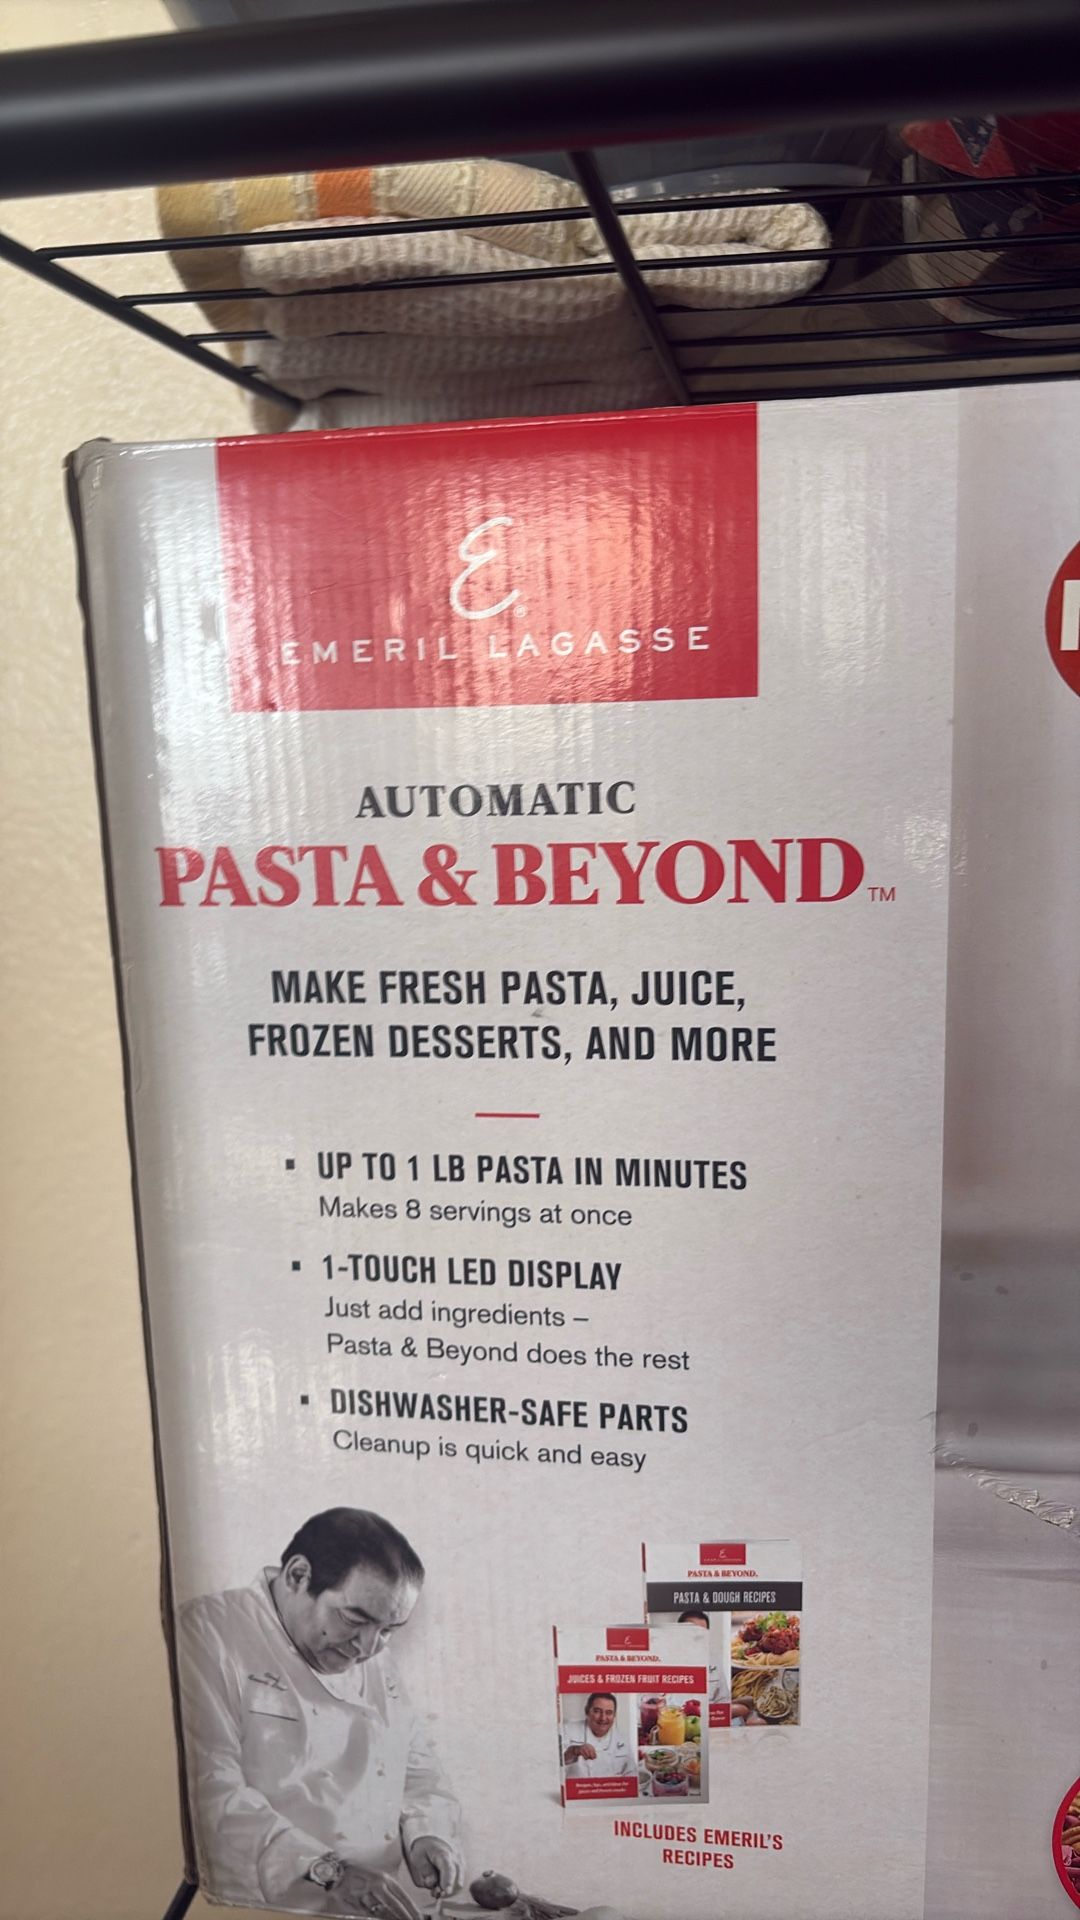 E®
EMERIL LAGASSE
AUTOMATIC
PASTA & BEYOND™
MAKE FRESH PASTA, JUICE,
FROZEN DESSERTS, AND MORE
▪ UP TO 1 LB PASTA IN MINUTES
Makes 8 servings at once
▪ 1-TOUCH LED DISPLAY
Just add ingredients –
Pasta & Beyond does the rest
▪ DISHWASHER-SAFE PARTS
Cleanup is quick and easy
PASTA & BEYOND.
PASTA & DOUGH RECIPES
PASTA & BEYOND.
JUICES & FROZEN FRUIT RECIPES
INCLUDES EMERIL'S
RECIPES